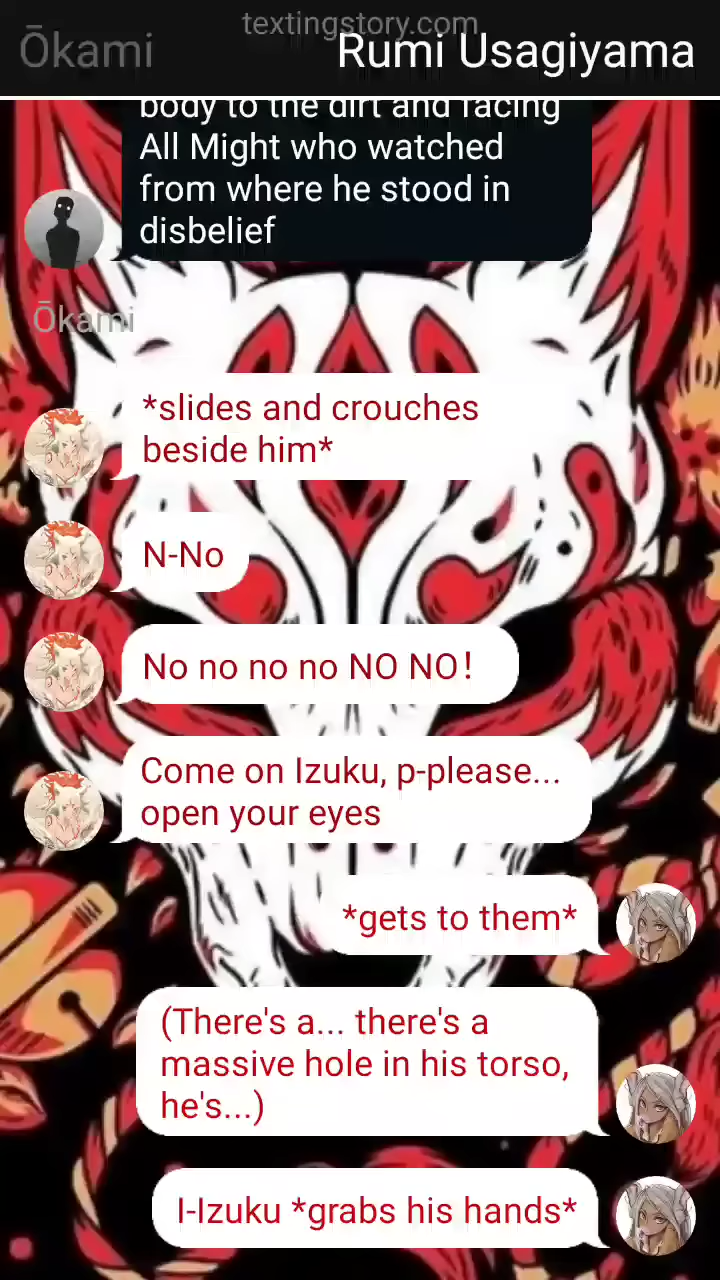 textingstory.com
Ōkami
Rumi Usagiyama
body to the dirt and facing
All Might who watched
from where he stood in
disbelief
Ōkami
*slides and crouches
beside him*
N-No
No no no no NO NO!
Come on Izuku, p-please...
open your eyes
*gets to them*
(There's a... there's a
massive hole in his torso,
he's...)
I-Izuku *grabs his hands*